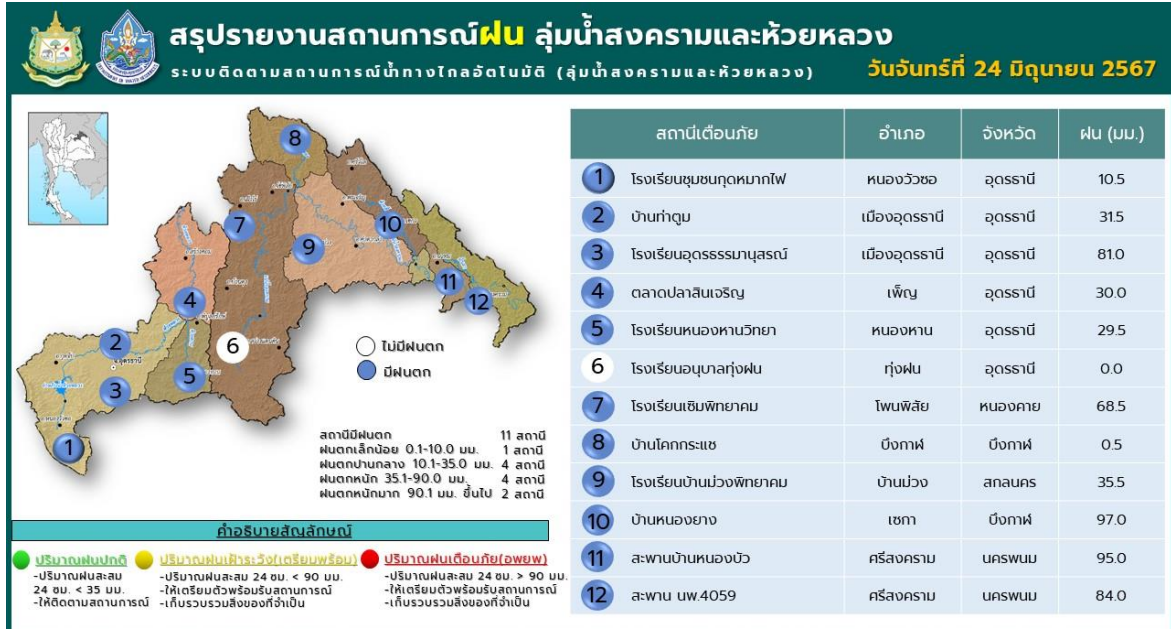 สรุปรายงานสถานการณ์ฝน ลุ่มน้ำสงครามและห้วยหลวง
ระบบติดตามสถานการณ์น้ำทางไกลอัตโนมัติ (ลุ่มน้ำสงครามและห้วยหลวง)
วันจันทร์ที่ 24 มิถุนายน 2567
8
7
10
9
11
12
4
2
6
5
3
1
ไม่มีฝนตก
มีฝนตก
สถานีมีฝนตก 11 สถานี
ฝนตกเล็กน้อย 0.1-10.0 มม. 1 สถานี
ฝนตกปานกลาง 10.1-35.0 มม. 4 สถานี
ฝนตกหนัก 35.1-90.0 มม. 4 สถานี
ฝนตกหนักมาก 90.1 มม. ขึ้นไป 2 สถานี
คำอธิบายสัญลักษณ์
ปริมาณฝนปกติ
-ปริมาณฝนสะสม
24 ชม. < 35 มม.
-ให้ติดตามสถานการณ์
ปริมาณฝนเฝ้าระวัง(เตรียมพร้อม)
-ปริมาณฝนสะสม 24 ชม. < 90 มม.
-ให้เตรียมตัวพร้อมรับสถานการณ์
-เก็บรวบรวมสิ่งของที่จำเป็น
ปริมาณฝนเตือนภัย(อพยพ)
-ปริมาณฝนสะสม 24 ชม. > 90 มม.
-ให้เตรียมตัวพร้อมรับสถานการณ์
-เก็บรวบรวมสิ่งของที่จำเป็น
สถานีเตือนภัย อำเภอ จังหวัด ฝน (มม.)
1 โรงเรียนชุมชนกุดหมากไฟ หนองวัวซอ อุดรธานี 10.5
2 บ้านท่าตูม เมืองอุดรธานี อุดรธานี 31.5
3 โรงเรียนอุดรธรรมานุสรณ์ เมืองอุดรธานี อุดรธานี 81.0
4 ตลาดปลาสินเจริญ เพ็ญ อุดรธานี 30.0
5 โรงเรียนหนองหานวิทยา หนองหาน อุดรธานี 29.5
6 โรงเรียนอนุบาลทุ่งฝน ทุ่งฝน อุดรธานี 0.0
7 โรงเรียนเซิมพิทยาคม โพนพิสัย หนองคาย 68.5
8 บ้านโคกกระแซ บึงกาฬ บึงกาฬ 0.5
9 โรงเรียนบ้านม่วงพิทยาคม บ้านม่วง สกลนคร 35.5
10 บ้านหนองยาง เซกา บึงกาฬ 97.0
11 สะพานบ้านหนองบัว ศรีสงคราม นครพนม 95.0
12 สะพาน นพ.4059 ศรีสงคราม นครพนม 84.0